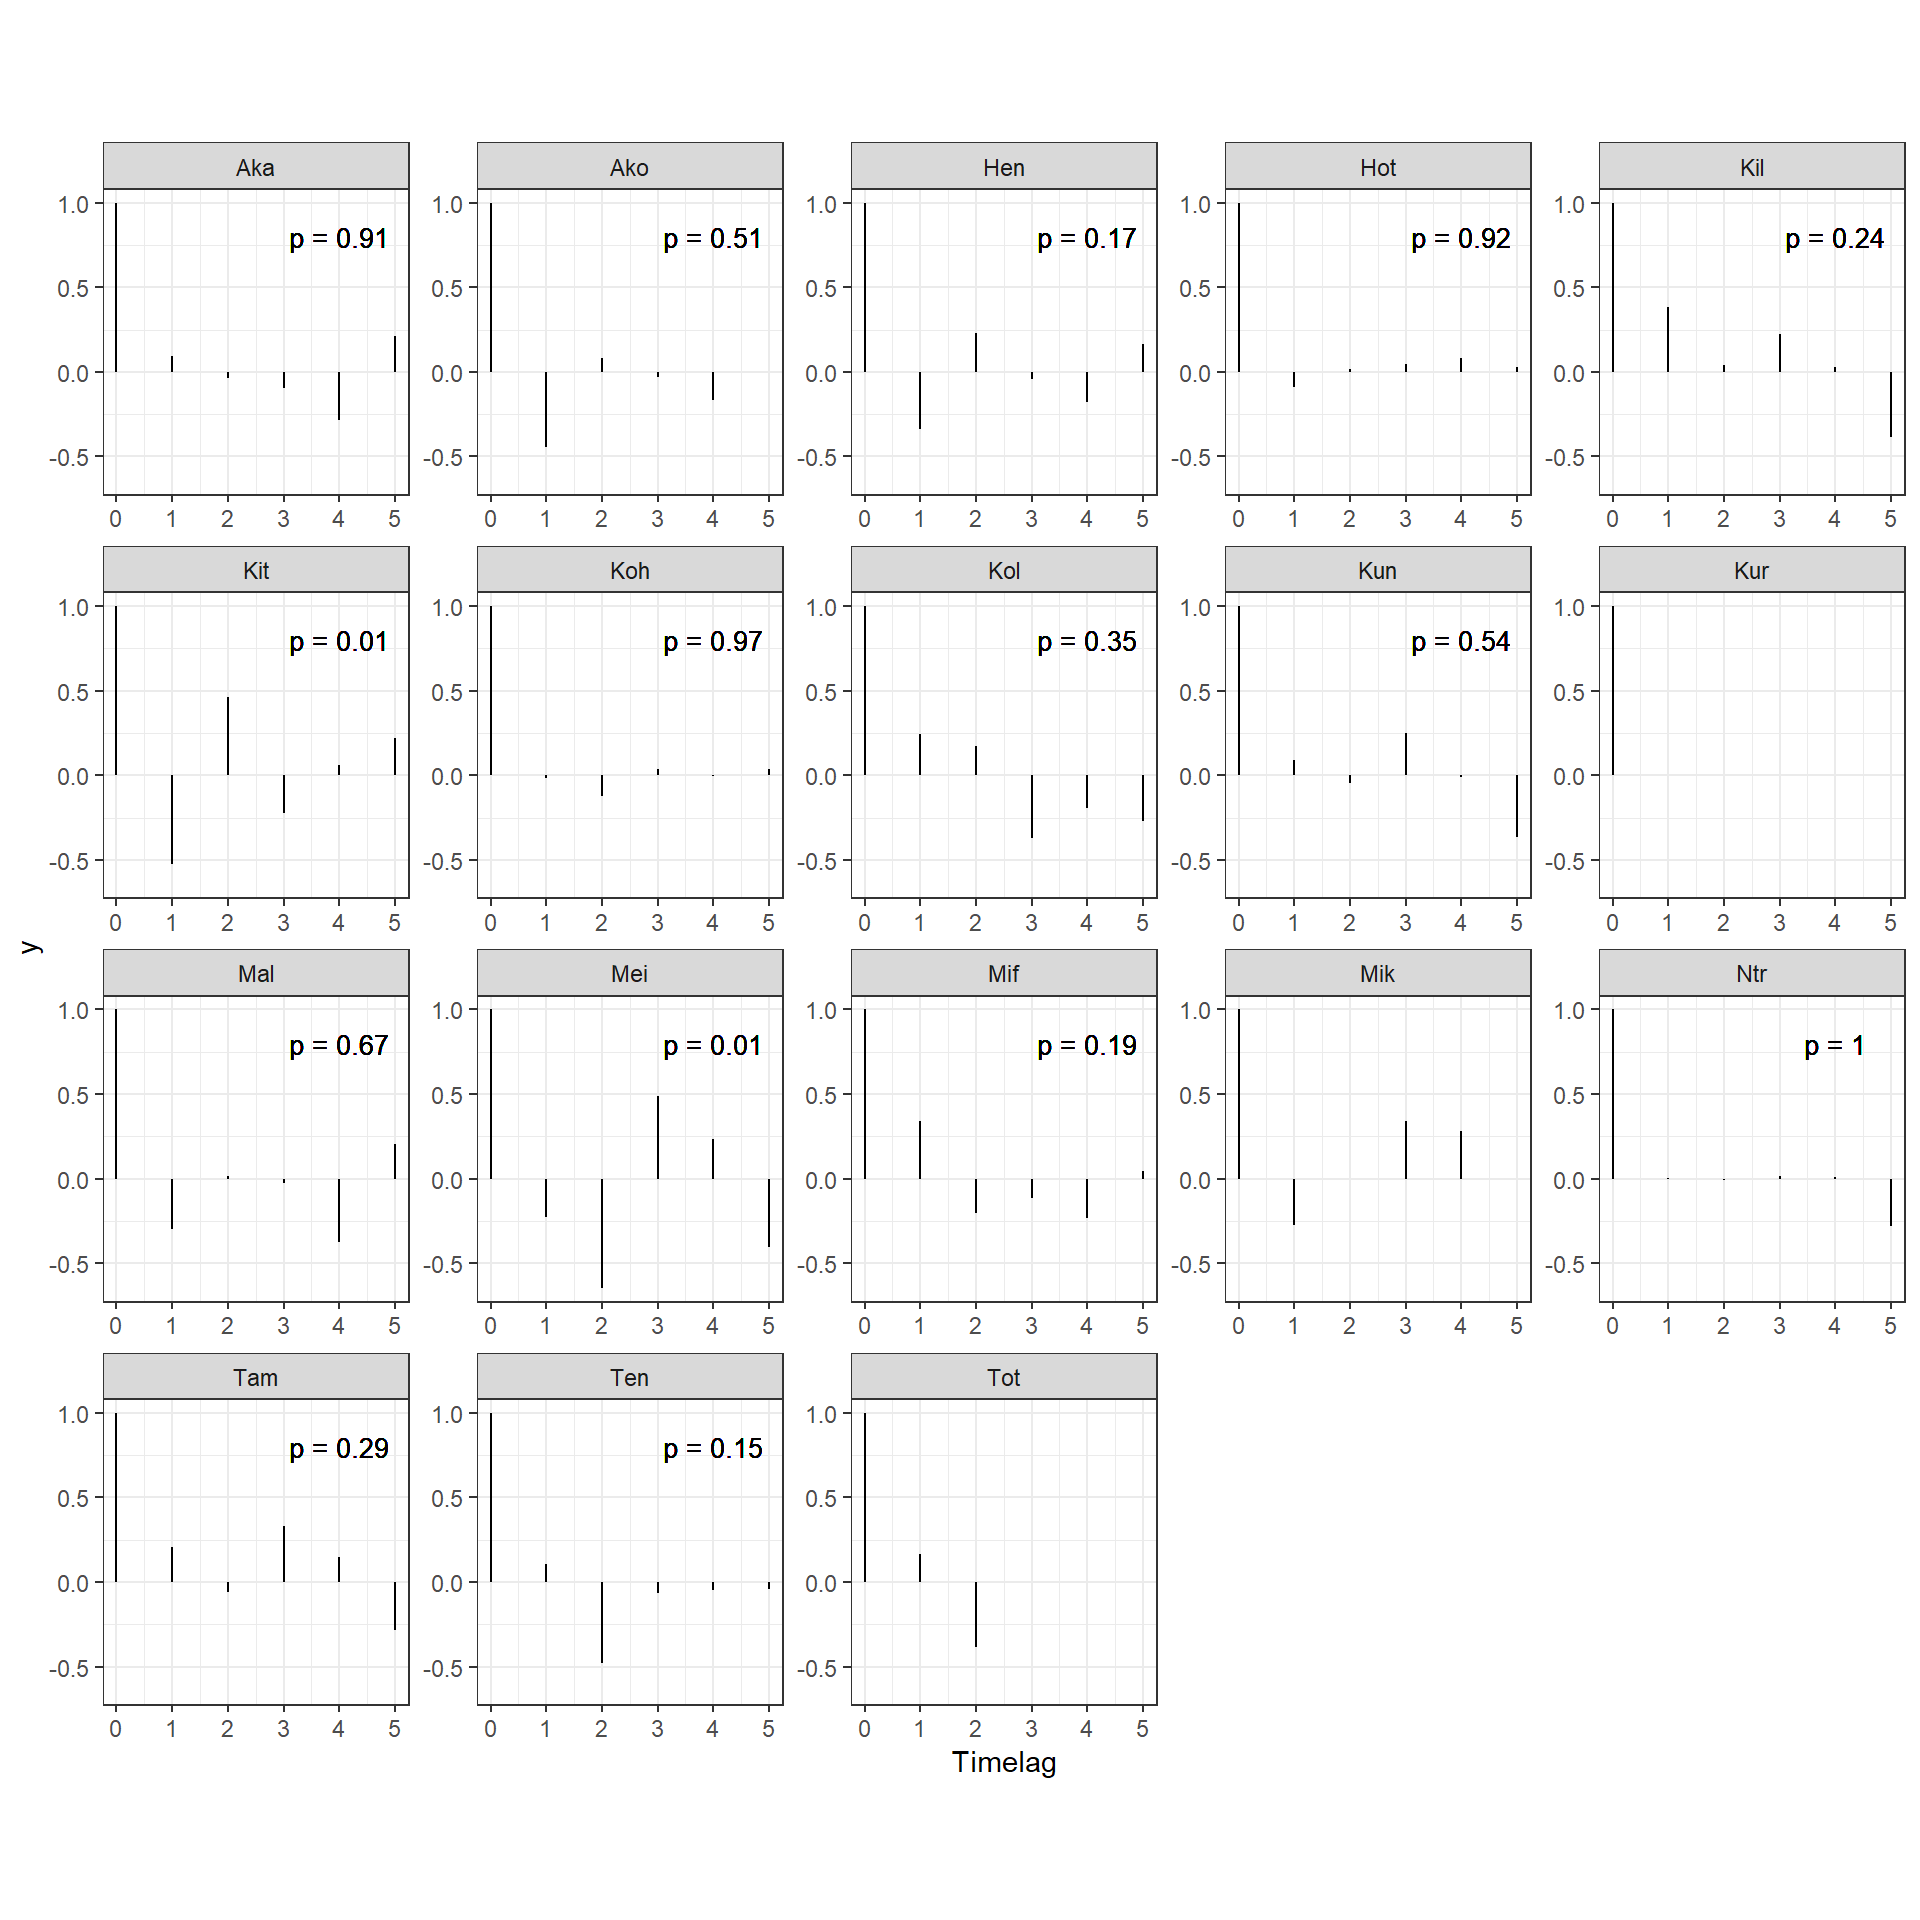 Aka Ako Hen Hot Kil
1.0 1.0 1.0 1.0 1.0
p = 0.91 p = 0.51 p = 0.17 p = 0.92 p = 0.24
0.5 0.5 0.5 0.5 0.5
0.0 0.0 0.0 0.0 0.0
-0.5 -0.5 -0.5 -0.5 -0.5
0 1 2 3 4 5 0 1 2 3 4 5 0 1 2 3 4 5 0 1 2 3 4 5 0 1 2 3 4 5
Kit Koh Kol Kun Kur
1.0 1.0 1.0 1.0 1.0
p = 0.01 p = 0.97 p = 0.35 p = 0.54
0.5 0.5 0.5 0.5 0.5
0.0 0.0 0.0 0.0 0.0
-0.5 -0.5 -0.5 -0.5 -0.5
0 1 2 3 4 5 0 1 2 3 4 5 0 1 2 3 4 5 0 1 2 3 4 5 0 1 2 3 4 5
y
Mal Mei Mif Mik Ntr
1.0 1.0 1.0 1.0 1.0
p = 0.67 p = 0.01 p = 0.19 p = 1
0.5 0.5 0.5 0.5 0.5
0.0 0.0 0.0 0.0 0.0
-0.5 -0.5 -0.5 -0.5 -0.5
0 1 2 3 4 5 0 1 2 3 4 5 0 1 2 3 4 5 0 1 2 3 4 5 0 1 2 3 4 5
Tam Ten Tot
1.0 1.0 1.0
p = 0.29 p = 0.15
0.5 0.5 0.5
0.0 0.0 0.0
-0.5 -0.5 -0.5
0 1 2 3 4 5 0 1 2 3 4 5 0 1 2 3 4 5
Timelag